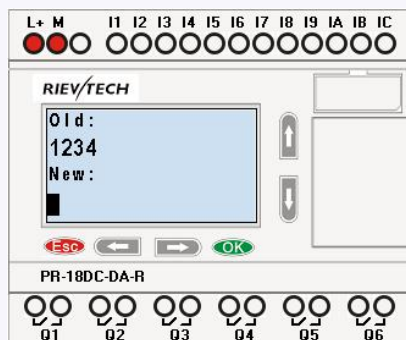 L+ M I1 I2 I3 I4 I5 I6 I7 I8 I9 IA IB IC
RIEVTECH
Old:
1234
New:
Esc OK
PR-18DC-DA-R
Q1 Q2 Q3 Q4 Q5 Q6